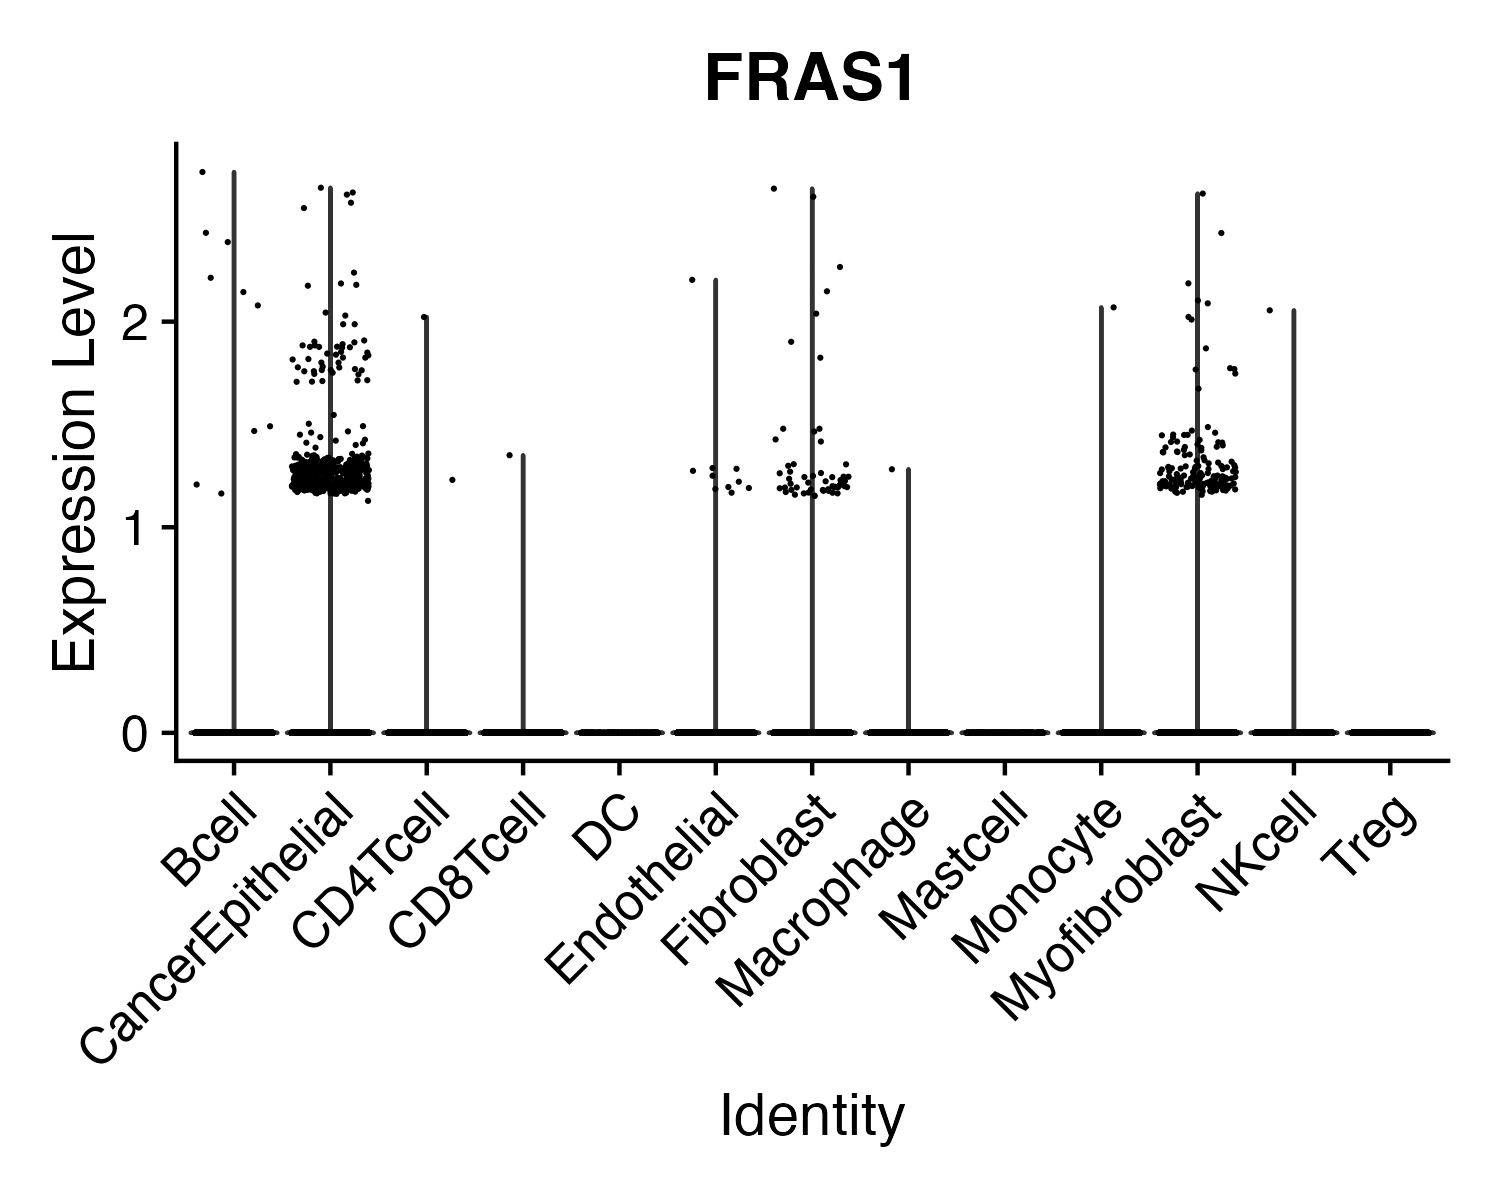 FRAS1
Expression Level
2
1
0
Bcell
CancerEpithelial
CD4Tcell
CD8Tcell
DC
Endothelial
Fibroblast
Macrophage
Mastcell
Monocyte
Myofibroblast
NKcell
Treg
Identity